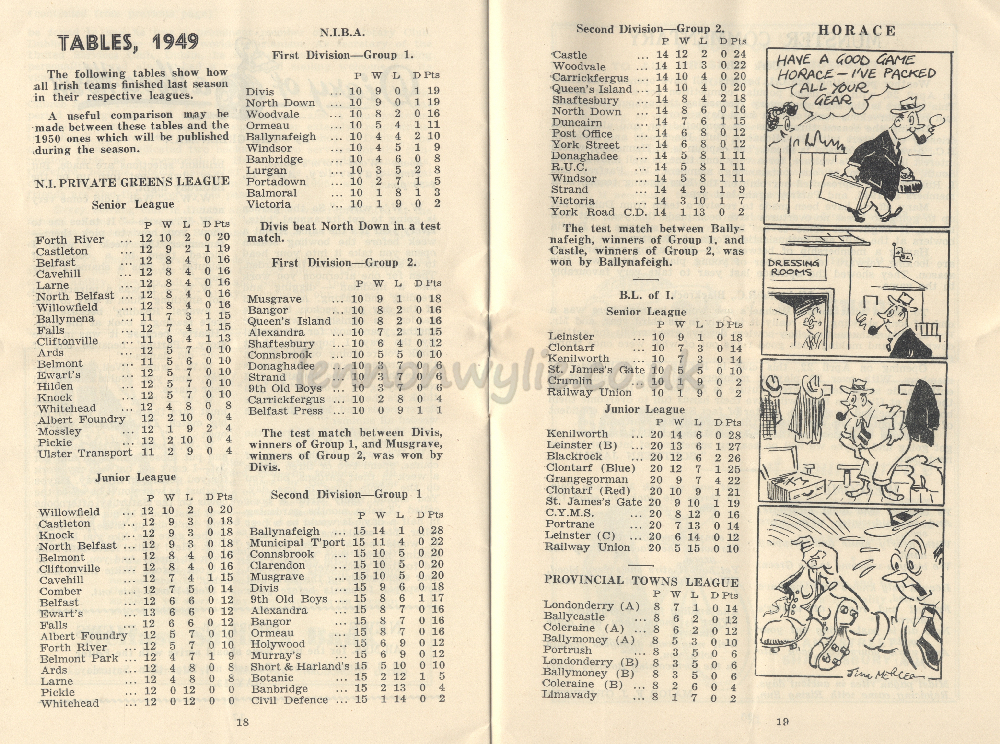 TABLES, 1949
The following tables show how
all Irish teams finished last season
in their respective leagues.
A useful comparison may be
made between these tables and the
1950 ones which will be published
during the season.
N.I. PRIVATE GREENS LEAGUE
Senior League
P W L D Pts
Forth River ... 12 10 2 0 20
Castleton ... 12 9 2 1 19
Belfast ... 12 8 4 0 16
Cavehill ... 12 8 4 0 16
Larne ... 12 8 4 0 16
North Belfast ... 12 8 4 0 16
Willowfield ... 12 8 4 0 16
Ballymena ... 11 7 3 1 15
Falls ... 12 7 4 1 15
Cliftonville ... 11 6 4 1 13
Ards ... 12 5 7 0 10
Belmont ... 11 5 6 0 10
Ewart's ... 12 5 7 0 10
Hilden ... 12 5 7 0 10
Knock ... 12 5 7 0 10
Whitehead ... 12 4 8 0 8
Albert Foundry 12 2 10 0 4
Mossley ... 12 1 9 2 4
Pickie ... 12 2 10 0 4
Ulster Transport 11 2 9 0 4
Junior League
P W L D Pts
Willowfield ... 12 10 2 0 20
Castleton ... 12 9 3 0 18
Knock ... 12 9 3 0 18
North Belfast ... 12 9 3 0 18
Belmont ... 12 8 4 0 16
Cliftonville ... 12 8 4 0 16
Cavehill ... 12 7 4 1 15
Comber ... 12 7 5 0 14
Belfast ... 12 6 6 0 12
Ewart's ... 13 6 6 0 12
Falls ... 12 6 6 0 12
Albert Foundry 12 5 7 0 10
Forth River ... 12 5 7 0 10
Belmont Park ... 12 4 7 1 9
Ards ... 12 4 8 0 8
Larne ... 12 4 8 0 8
Pickie ... 12 0 12 0 0
Whitehead ... 12 0 12 0 0
N.I.B.A.
First Division—Group 1.
P W L D Pts
Divis ... 10 9 0 1 19
North Down ... 10 9 0 1 19
Woodvale ... 10 8 2 0 16
Ormeau ... 10 5 4 1 11
Ballynafeigh ... 10 4 4 2 10
Windsor ... 10 4 5 1 9
Banbridge ... 10 4 6 0 8
Lurgan ... 10 3 5 2 8
Portadown ... 10 2 7 1 5
Balmoral ... 10 1 8 1 3
Victoria ... 10 1 9 0 2
Divis beat North Down in a test
match.
First Division—Group 2.
P W L D Pts
Musgrave ... 10 9 1 0 18
Bangor ... 10 8 2 0 16
Queen's Island ... 10 8 2 0 16
Alexandra ... 10 7 2 1 15
Shaftesbury ... 10 6 4 0 12
Connsbrook ... 10 5 5 0 10
Donaghadee ... 10 3 7 0 6
Strand ... 10 3 7 0 6
9th Old Boys ... 10 3 7 0 6
Carrickfergus ... 10 2 8 0 4
Belfast Press ... 10 0 9 1 1
The test match between Divis,
winners of Group 1, and Musgrave,
winners of Group 2, was won by
Divis.
Second Division—Group 1
P W L D Pts
Ballynafeigh ... 15 14 1 0 28
Municipal T'port 15 11 4 0 22
Connsbrook ... 15 10 5 0 20
Clarendon ... 15 10 5 0 20
Musgrave ... 15 10 5 0 20
Divis ... 15 9 6 0 18
9th Old Boys ... 15 8 6 1 17
Alexandra ... 15 8 7 0 16
Bangor ... 15 8 7 0 16
Ormeau ... 15 8 7 0 16
Holywood ... 15 6 9 0 12
Murray's ... 15 6 9 0 12
Short & Harland's 15 5 10 0 10
Botanic ... 15 2 12 1 5
Banbridge ... 15 2 13 0 4
Civil Defence ... 15 1 14 0 2
18
Second Division—Group 2.
P W L D Pts
Castle ... 14 12 2 0 24
Woodvale ... 14 11 3 0 22
Carrickfergus ... 14 10 4 0 20
Queen's Island ... 14 10 4 0 20
Shaftesbury ... 14 8 4 2 18
North Down ... 14 8 6 0 16
Duncairn ... 14 7 6 1 15
Post Office ... 14 6 8 0 12
York Street ... 14 6 8 0 12
Donaghadee ... 14 5 8 1 11
R.U.C. ... 14 5 8 1 11
Windsor ... 14 5 8 1 11
Strand ... 14 4 9 1 9
Victoria ... 14 3 10 1 7
York Road C.D. 14 1 13 0 2
The test match between Bally-
nafeigh, winners of Group 1, and
Castle, winners of Group 2, was
won by Ballynafeigh.
B.L. of I.
Senior League
P W L D Pts
Leinster ... 10 9 1 0 18
Clontarf ... 10 7 3 0 14
Kenilworth ... 10 7 3 0 14
St. James's Gate 10 5 5 0 10
Crumlin ... 10 1 9 0 2
Railway Union 10 1 9 0 2
Junior League
P W L D Pts
Kenilworth ... 20 14 6 0 28
Leinster (B) ... 20 13 6 1 27
Blackrock ... 20 12 6 2 26
Clontarf (Blue) 20 12 7 1 25
Grangegorman 20 9 7 4 22
Clontarf (Red) 20 10 9 1 21
St. James's Gate 20 9 10 1 19
C.Y.M.S. ... 20 8 12 0 16
Portrane ... 20 7 13 0 14
Leinster (C) ... 20 6 14 0 12
Railway Union 20 5 15 0 10
PROVINCIAL TOWNS LEAGUE
P W L D Pts
Londonderry (A) 8 7 1 0 14
Ballycastle ... 8 6 2 0 12
Coleraine (A) ... 8 6 2 0 12
Ballymoney (A) 8 5 3 0 10
Portrush ... 8 3 5 0 6
Londonderry (B) 8 3 5 0 6
Ballymoney (B) 8 3 5 0 6
Coleraine (B) ... 8 2 6 0 4
Limavady ... 8 1 7 0 2
19
HORACE
HAVE A GOOD GAME
HORACE – I'VE PACKED
ALL YOUR
GEAR
DRESSING
ROOMS
lennonwylie.co.uk